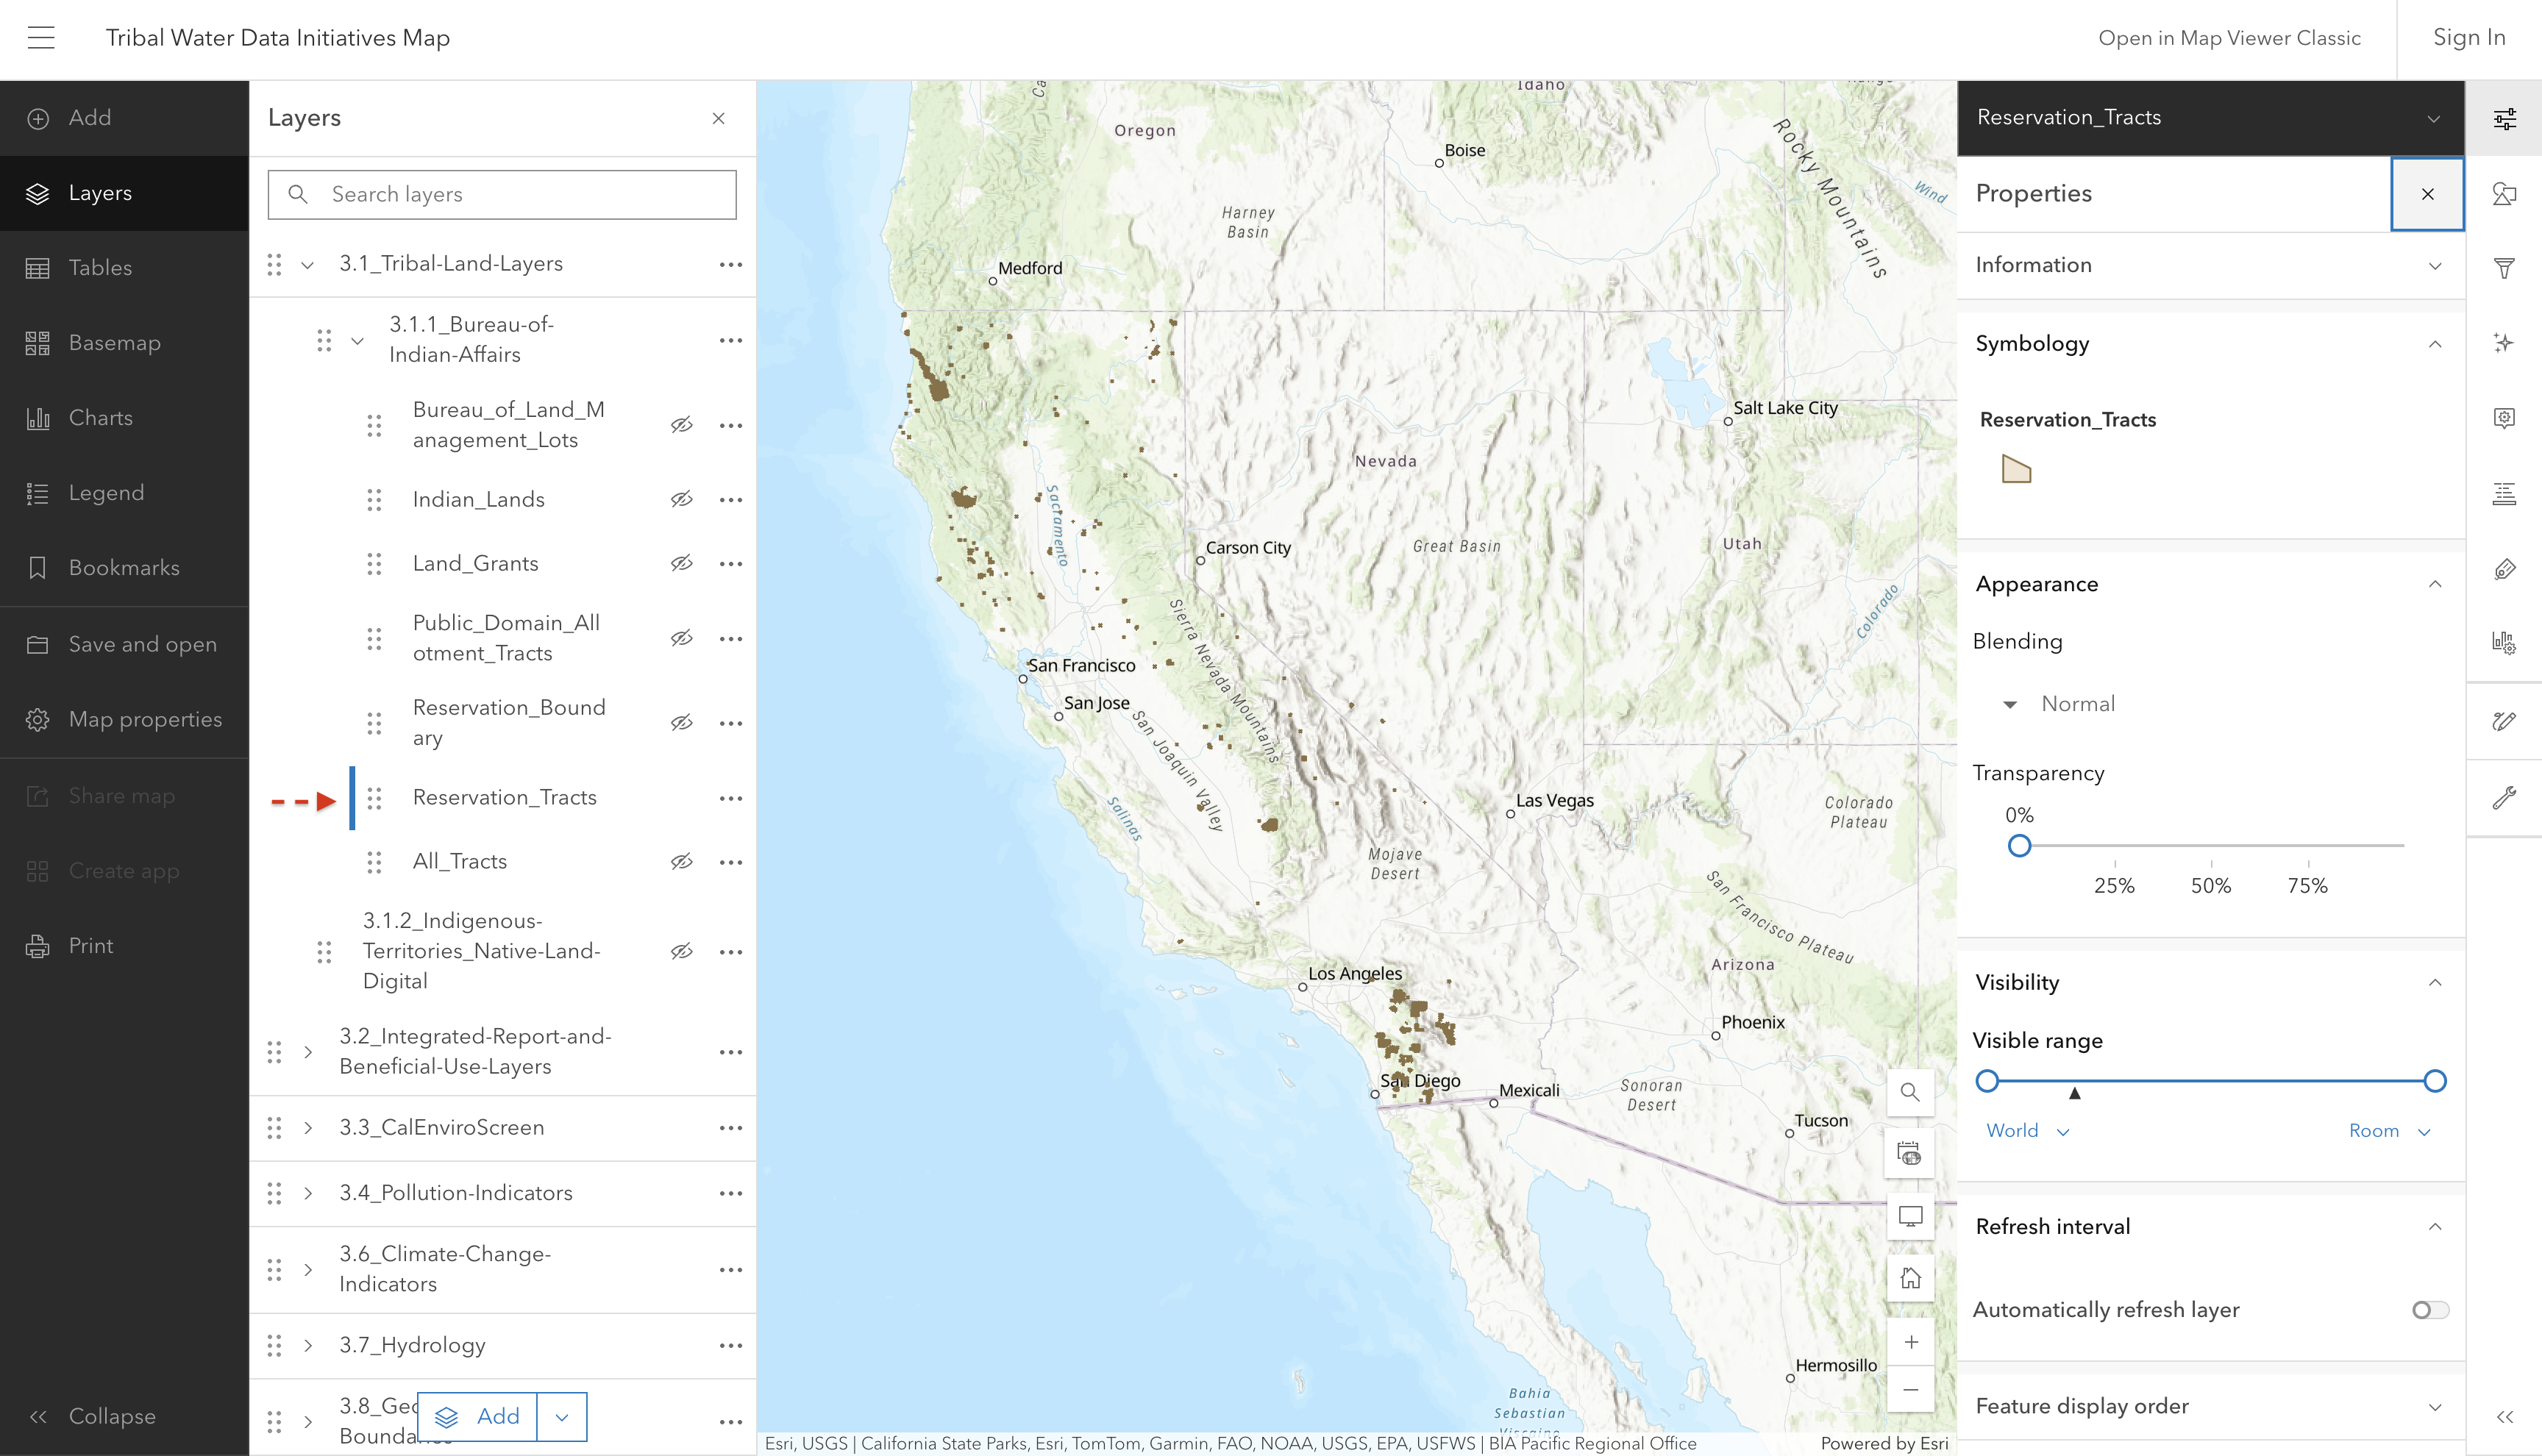 Tribal Water Data Initiatives Map
Open in Map Viewer Classic
Sign In
Add
Layers
Tables
Basemap
Charts
Legend
Bookmarks
Save and open
Map properties
Share map
Create app
Print
Collapse
Layers
Search layers
3.1_Tribal-Land-Layers
3.1.1_Bureau-of-
Indian-Affairs
Bureau_of_Land_M
anagement_Lots
Indian_Lands
Land_Grants
Public_Domain_All
otment_Tracts
Reservation_Bound
ary
Reservation_Tracts
All_Tracts
3.1.2_Indigenous-
Territories_Native-Land-
Digital
3.2_Integrated-Report-and-
Beneficial-Use-Layers
3.3_CalEnviroScreen
3.4_Pollution-Indicators
3.6_Climate-Change-
Indicators
3.7_Hydrology
Add
Idaho
Oregon
Boise
Rocky Mountains
Wind
Harney
Basin
Medford
Salt Lake City
Nevada
Sacramento
Carson City
Great Basin
Utah
Colorado
Sierra Nevada Mountains
San Francisco
San Jose
San Joaquin Valley
Salinas
Las Vegas
Colorado
Plateau
Mojave
Desert
San Francisco Plateau
Los Angeles
Arizona
Phoenix
San Diego
Mexicali
Sonoran
Desert
Tucson
Hermosillo
Bahia
Sebastian
Esri, USGS | California State Parks, Esri, TomTom, Garmin, FAO, NOAA, USGS, EPA, USFWS | BIA Pacific Regional Office
Powered by Esri
Reservation_Tracts
Properties
Information
Symbology
Reservation_Tracts
Appearance
Blending
Normal
Transparency
0%
25% 50% 75%
Visibility
Visible range
World
Room
Refresh interval
Automatically refresh layer
Feature display order